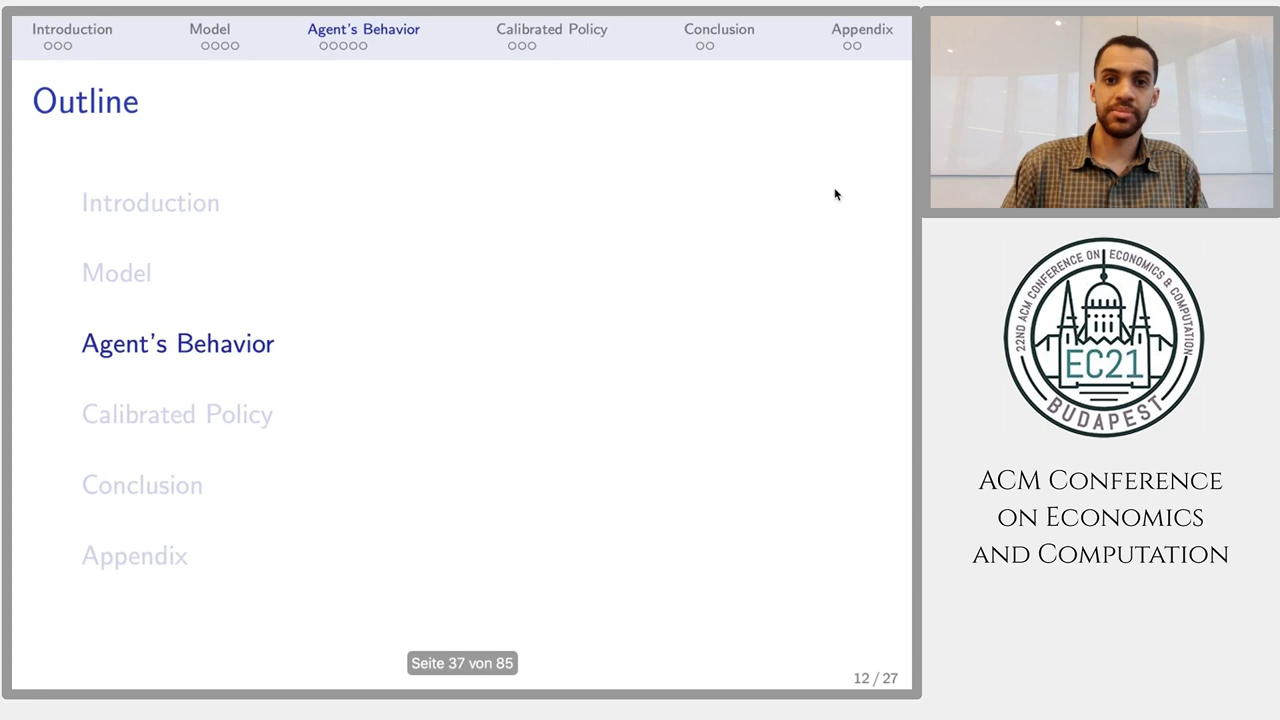 Introduction
Model
Agent's Behavior
Calibrated Policy
Conclusion
Appendix
Outline
Introduction
Model
Agent's Behavior
Calibrated Policy
Conclusion
Appendix
Seite 37 von 85
12 / 27
22ND ACM CONFERENCE ON ECONOMICS & COMPUTATION
EC21
BUDAPEST
ACM Conference
on Economics
and Computation